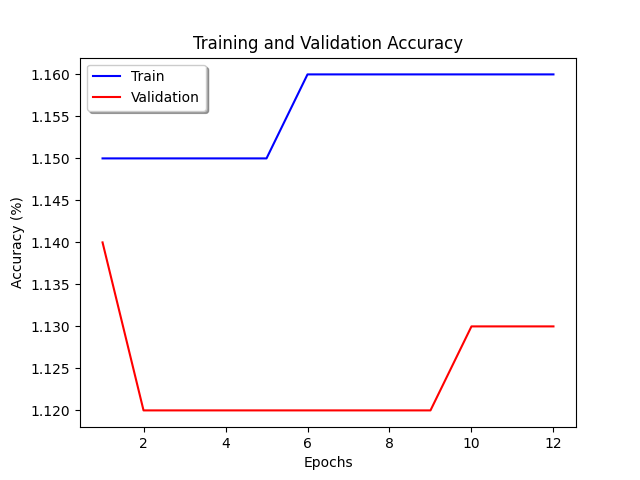 Training and Validation Accuracy
Train
Validation
1.160
1.155
1.150
1.145
1.140
1.135
1.130
1.125
1.120
Accuracy (%)
2 4 6 8 10 12
Epochs